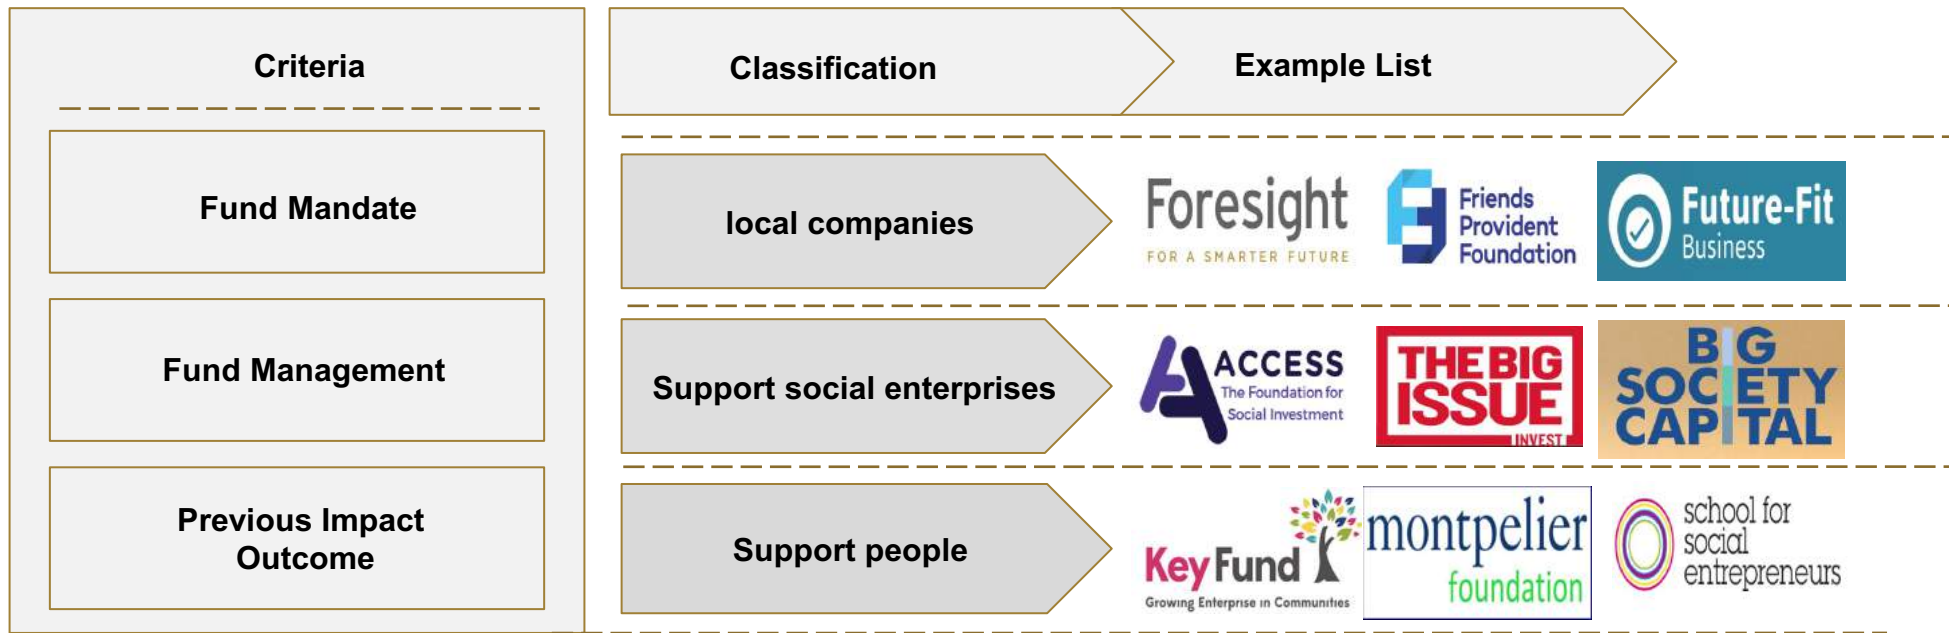 Criteria
Fund Mandate
Fund Management
Previous Impact
Outcome
Classification
Example List
local companies
Foresight
FOR A SMARTER FUTURE
Friends
Provident
Foundation
Future-Fit
Business
Support social enterprises
ACCESS
The Foundation for
Social Investment
THE BIG
ISSUE
INVEST
BIG
SOCIETY
CAPITAL
Support people
Key Fund
Growing Enterprise in Communities
montpelier
foundation
school for
social
entrepreneurs